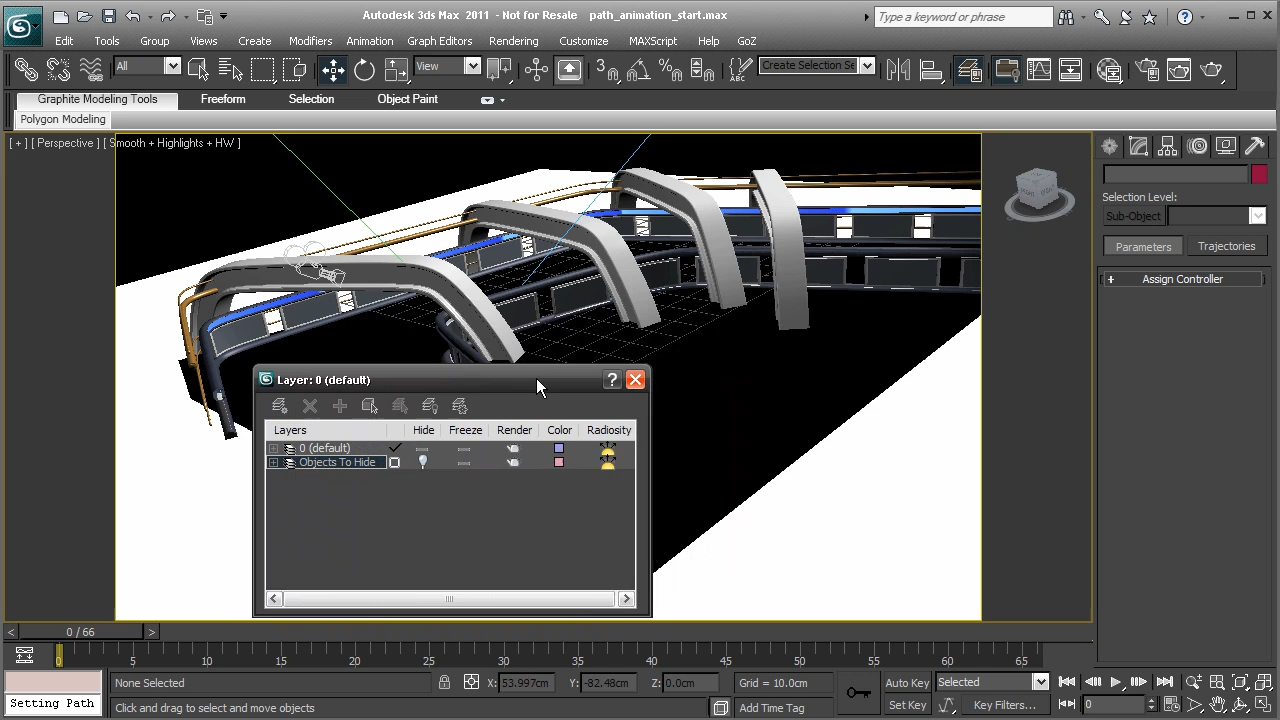 Autodesk 3ds Max 2011 - Not for Resale path_animation_start.max
Type a keyword or phrase
Edit Tools Group Views Create Modifiers Animation Graph Editors Rendering Customize MAXScript Help GoZ
All View Create Selection Se
Graphite Modeling Tools Freeform Selection Object Paint
Polygon Modeling
[ + ] [ Perspective ] [ Smooth + Highlights + HW ]
Selection Level:
Sub-Object
Parameters Trajectories
+ Assign Controller
Layer: 0 (default)
Layers Hide Freeze Render Color Radiosity
0 (default)
Objects To Hide
< 0 / 66 >
0 5 10 15 20 25 30 35 40 45 50 55 60 65
None Selected X: 53.997cm Y: -82.48cm Z: 0.0cm Grid = 10.0cm Auto Key Selected
Setting Path Click and drag to select and move objects Add Time Tag Set Key Key Filters... 0